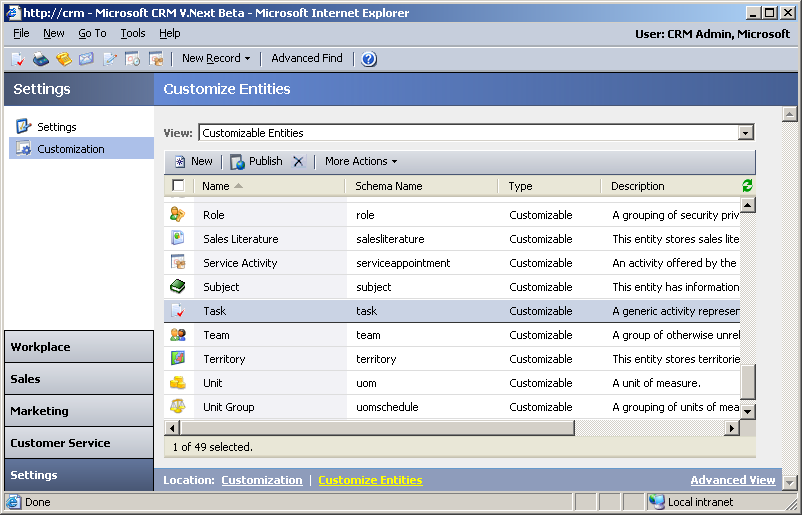 http://crm - Microsoft CRM V.Next Beta - Microsoft Internet Explorer
File New Go To Tools Help User: CRM Admin, Microsoft
New Record Advanced Find
Settings Customize Entities
Settings
Customization
View: Customizable Entities
New Publish More Actions
Name Schema Name Type Description
Role role Customizable A grouping of security priv
Sales Literature salesliterature Customizable This entity stores sales lite
Service Activity serviceappointment Customizable An activity offered by the
Subject subject Customizable This entity has information
Task task Customizable A generic activity represen
Team team Customizable A group of otherwise unrel
Territory territory Customizable This entity stores territorie
Unit uom Customizable A unit of measure.
Unit Group uomschedule Customizable A grouping of units of mea
1 of 49 selected.
Workplace
Sales
Marketing
Customer Service
Settings
Location: Customization | Customize Entities Advanced View
Done Local intranet